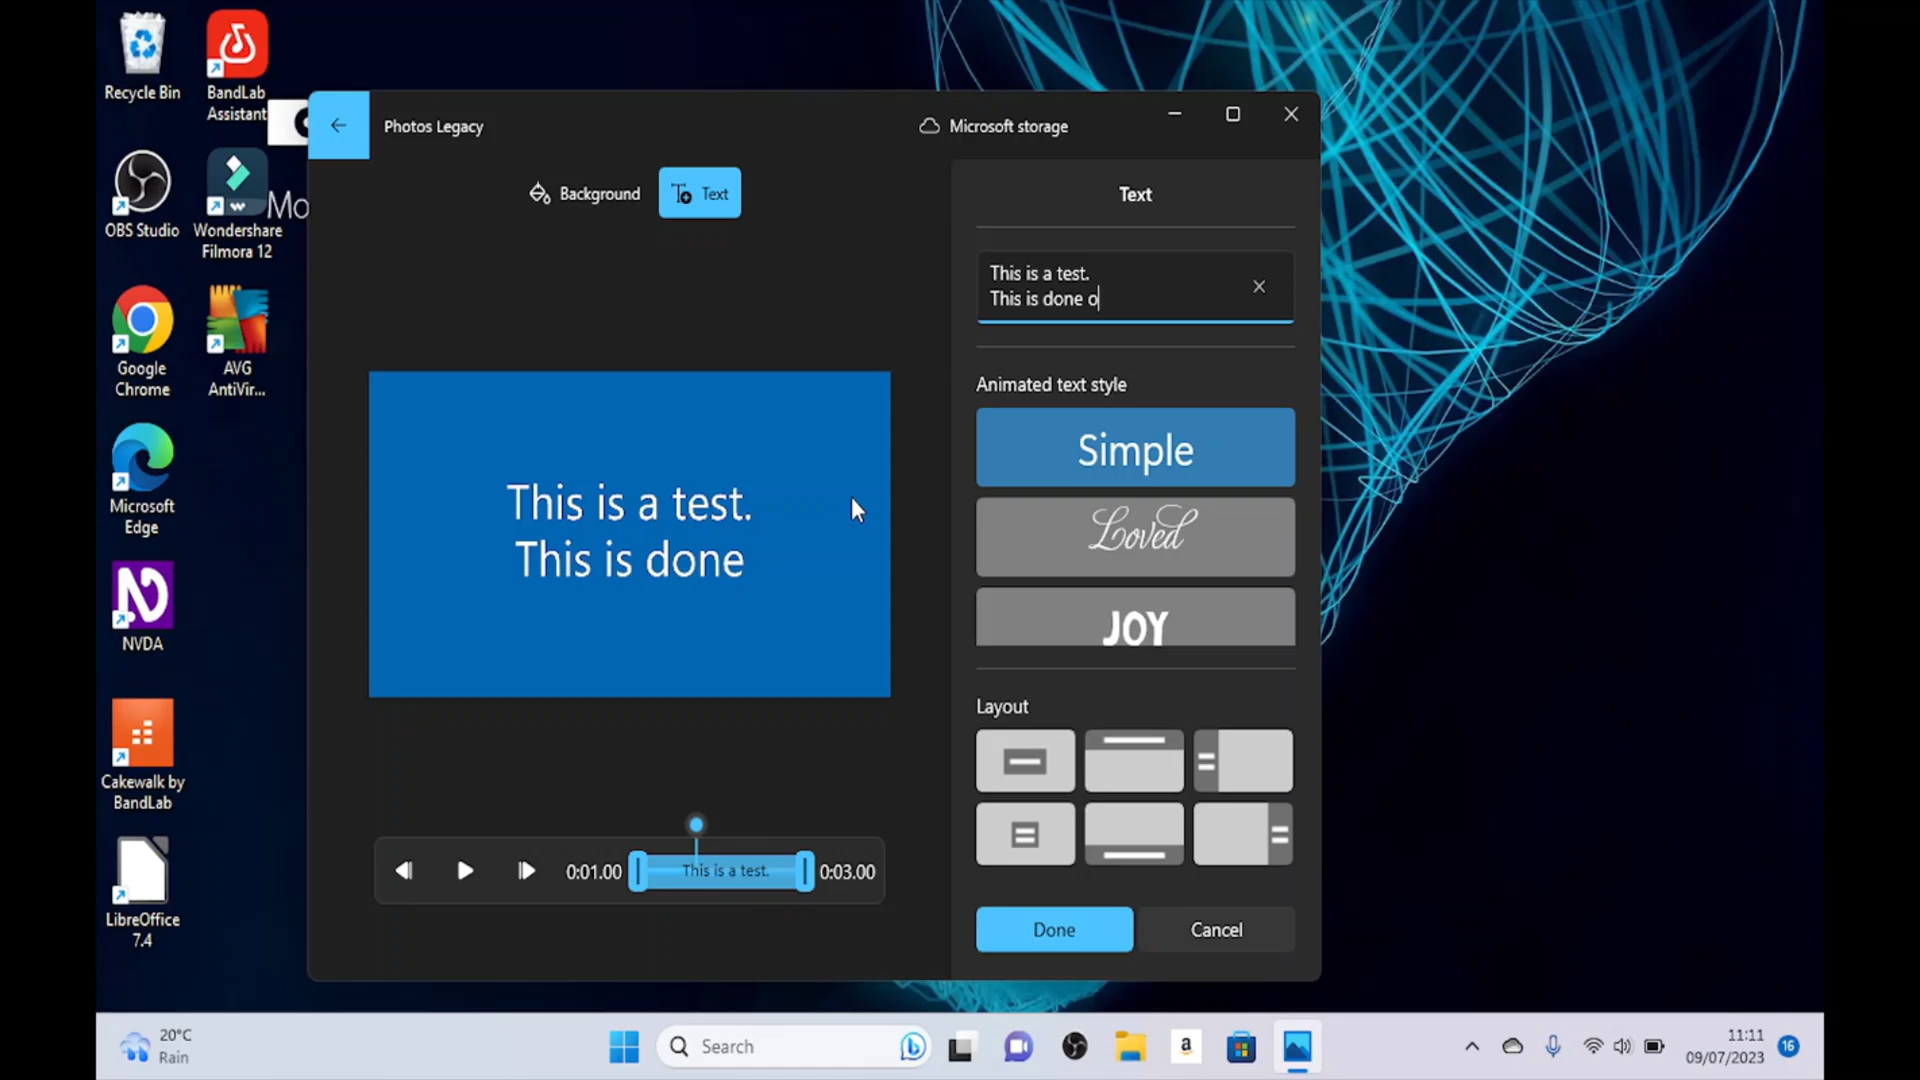 Recycle Bin
BandLab
Assistant
OBS Studio
Wondershare
Filmora 12
Mo
Google
Chrome
AVG
AntiVir...
Microsoft
Edge
NVDA
Cakewalk by
BandLab
LibreOffice
7.4
Photos Legacy
Microsoft storage
Background
Text
This is a test.
This is done
0:01.00
This is a test.
0:03.00
Text
This is a test.
This is done o
Animated text style
Simple
Loved
JOY
Layout
Done
Cancel
20°C
Rain
Search
a
11:11
09/07/2023
16